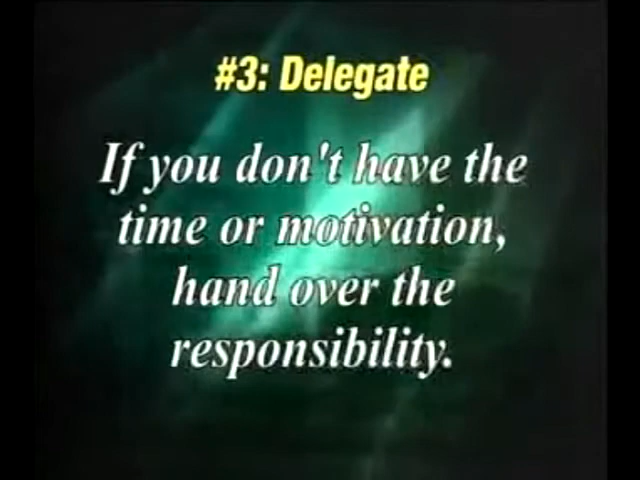 #3: Delegate
If you don't have the
time or motivation,
hand over the
responsibility.